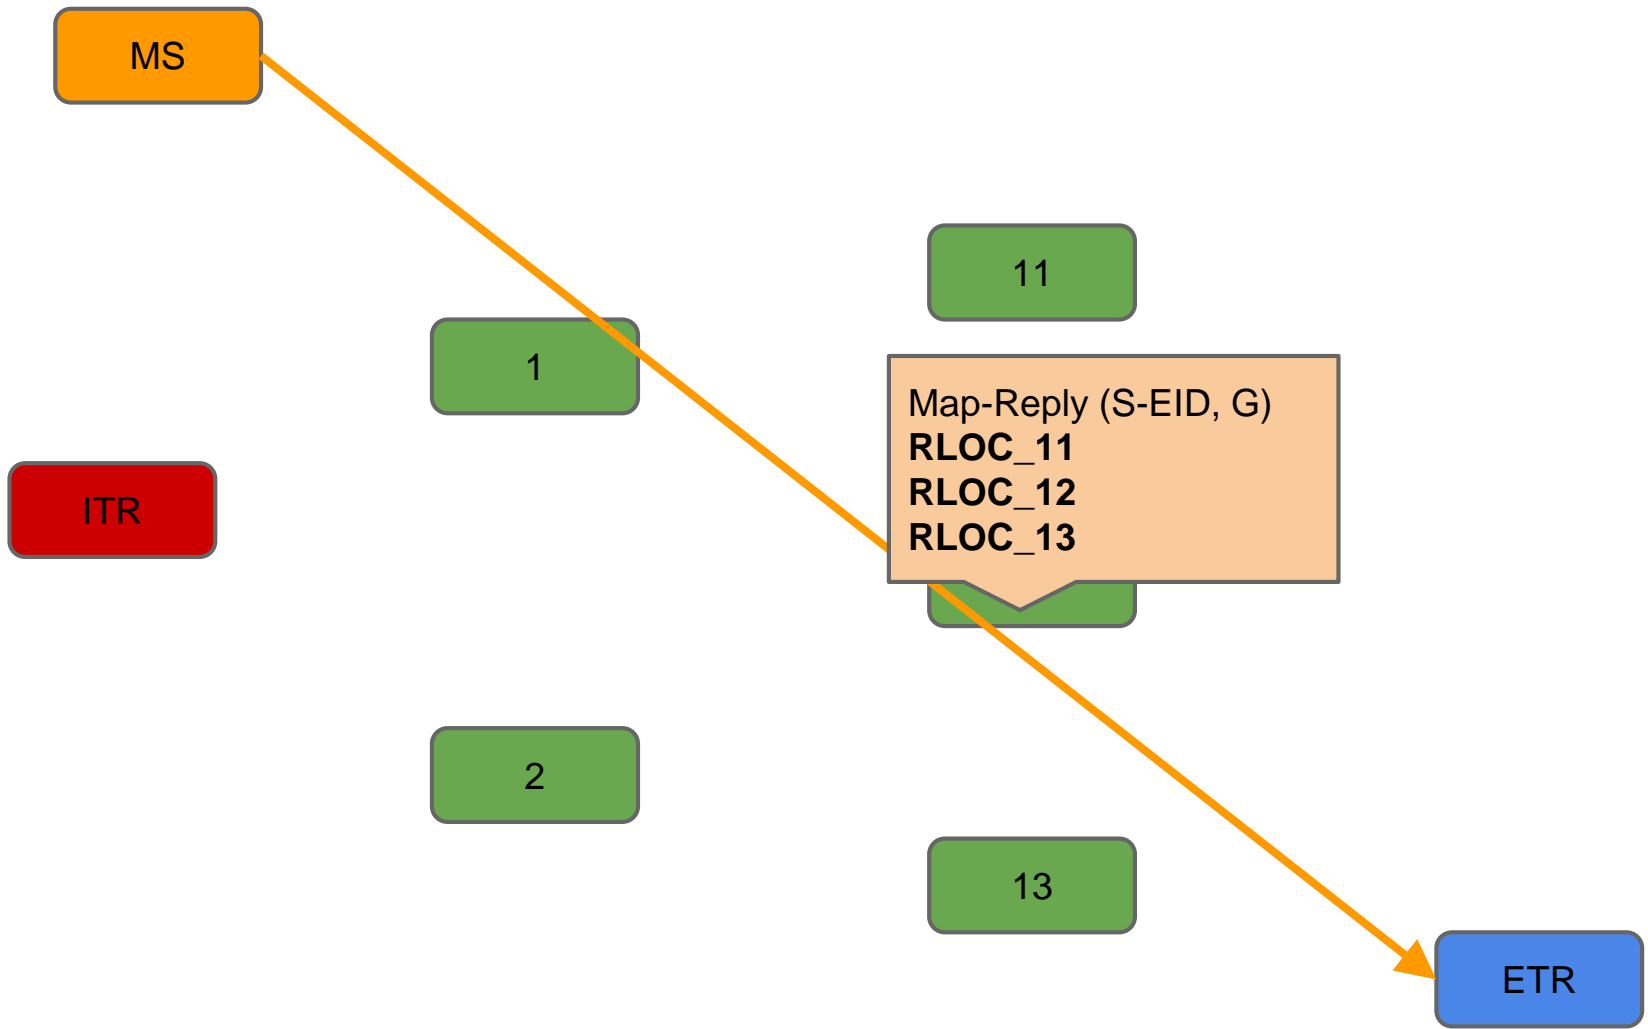 MS
11
1
Map-Reply (S-EID, G)
RLOC_11
RLOC_12
RLOC_13
ITR
2
13
ETR